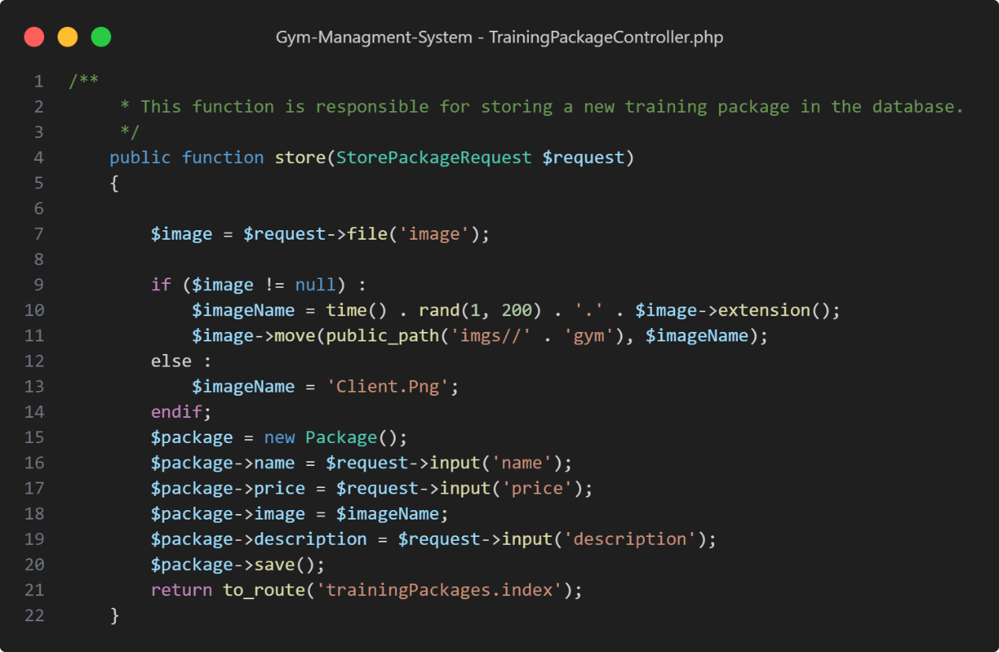 Gym-Managment-System - TrainingPackageController.php
1 /**
2 * This function is responsible for storing a new training package in the database.
3 */
4 public function store(StorePackageRequest $request)
5 {
6
7 $image = $request->file('image');
8
9 if ($image != null) :
10 $imageName = time() . rand(1, 200) . '.' . $image->extension();
11 $image->move(public_path('imgs//' . 'gym'), $imageName);
12 else :
13 $imageName = 'Client.Png';
14 endif;
15 $package = new Package();
16 $package->name = $request->input('name');
17 $package->price = $request->input('price');
18 $package->image = $imageName;
19 $package->description = $request->input('description');
20 $package->save();
21 return to_route('trainingPackages.index');
22 }